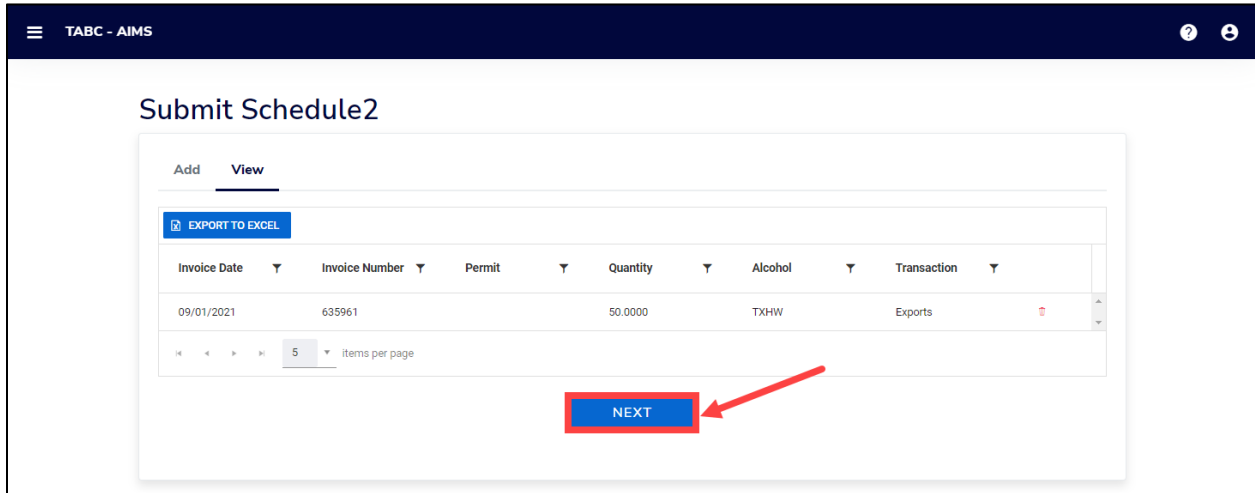 TABC - AIMS
Submit Schedule2
Add View
EXPORT TO EXCEL
Invoice Date Invoice Number Permit Quantity Alcohol Transaction
09/01/2021 635961 50.0000 TXHW Exports
5 items per page
NEXT